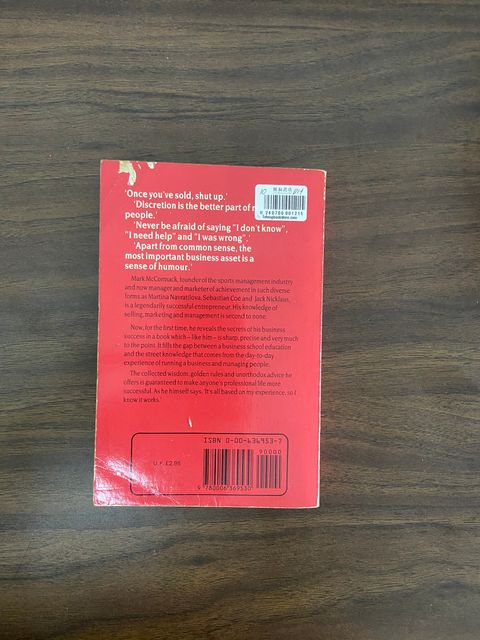 'Once you've sold, shut up.'
'Discretion is the better part of
people.'
'Never be afraid of saying "I don't know",
"I need help" and "I was wrong".'
'Apart from common sense, the
most important business asset is a
sense of humour.'
Mark McCormack, founder of the sports management industry
and now manager and marketer of achievement in such diverse
forms as Martina Navratilova, Sebastian Coe and Jack Nicklaus,
is a legendarily successful entrepreneur. His knowledge of
selling, marketing and management is second to none.
Now, for the first time, he reveals the secrets of his business
success in a book which – like him – is sharp, precise and very much
to the point. It fills the gap between a business school education
and the street knowledge that comes from the day-to-day
experience of running a business and managing people.
The collected wisdom, golden rules and unorthodox advice he
offers is guaranteed to make anyone's professional life more
successful. As he himself says: 'It's all based on my experience, so I
know it works.'
ISBN 0-00-636953-7
90000
U.K. £2.95
9 780006 369530